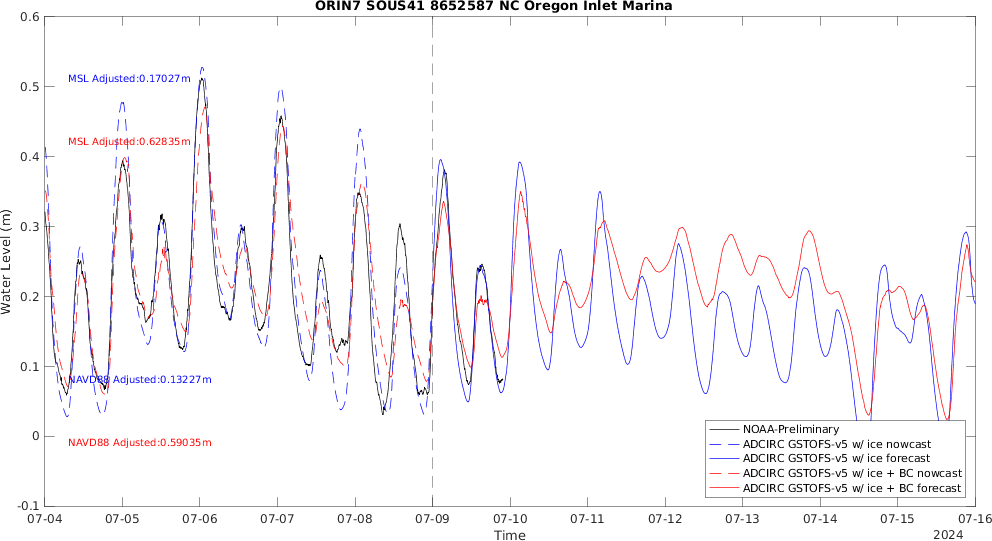 ORIN7 SOUS41 8652587 NC Oregon Inlet Marina
0.6
0.5
0.4
0.3
0.2
0.1
0
-0.1
Water Level (m)
MSL Adjusted:0.17027m
MSL Adjusted:0.62835m
NAVD88 Adjusted:0.13227m
NAVD88 Adjusted:0.59035m
NOAA-Preliminary
ADCIRC GSTOFS-v5 w/ ice nowcast
ADCIRC GSTOFS-v5 w/ ice forecast
ADCIRC GSTOFS-v5 w/ ice + BC nowcast
ADCIRC GSTOFS-v5 w/ ice + BC forecast
07-04 07-05 07-06 07-07 07-08 07-09 07-10 07-11 07-12 07-13 07-14 07-15 07-16
Time
2024